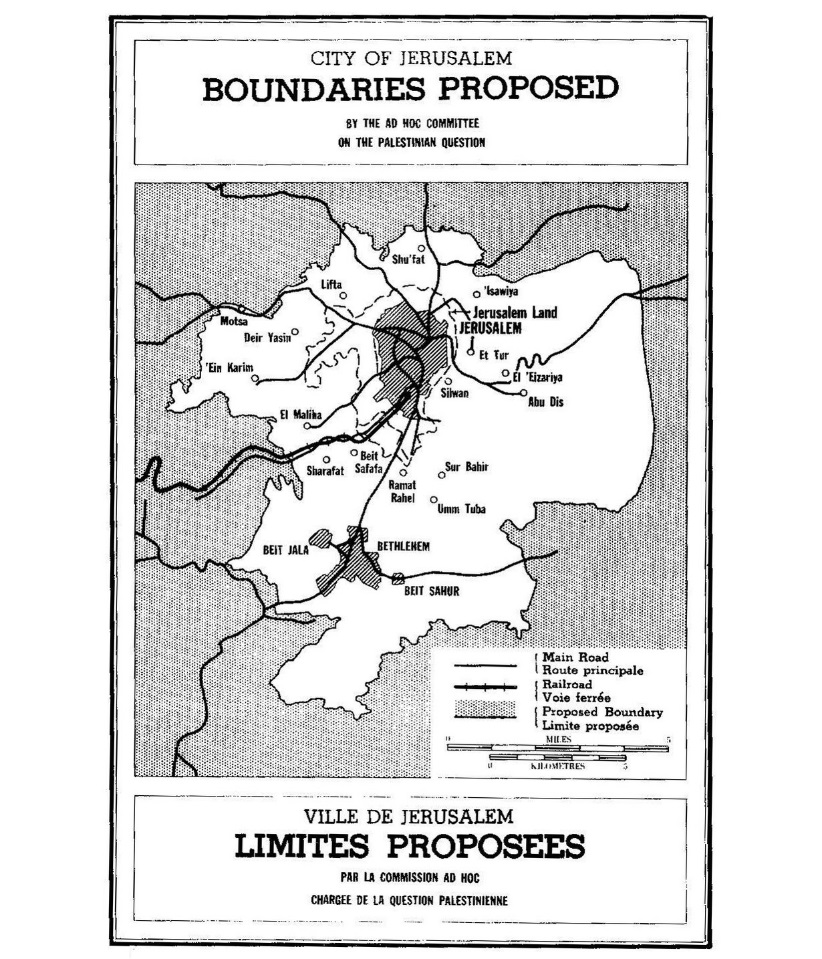 CITY OF JERUSALEM
BOUNDARIES PROPOSED
BY THE AD HOC COMMITTEE
ON THE PALESTINIAN QUESTION
Shu'fat
Lifta
'Isawiya
Motsa
Jerusalem Land
JERUSALEM
Deir Yasin
Et Tur
'Ein Karim
El 'Eizariya
Silwan
Abu Dis
El Maliha
Beit
Safafa
Sharafat
Sur Bahir
Ramat
Rahel
Umm Tuba
BEIT JALA
BETHLEHEM
BEIT SAHUR
Main Road
Route principale
Railroad
Voie ferrée
Proposed Boundary
Limite proposée
0 MILES 5
0 KILOMETRES 5
VILLE DE JERUSALEM
LIMITES PROPOSEES
PAR LA COMMISSION AD HOC
CHARGEE DE LA QUESTION PALESTINIENNE